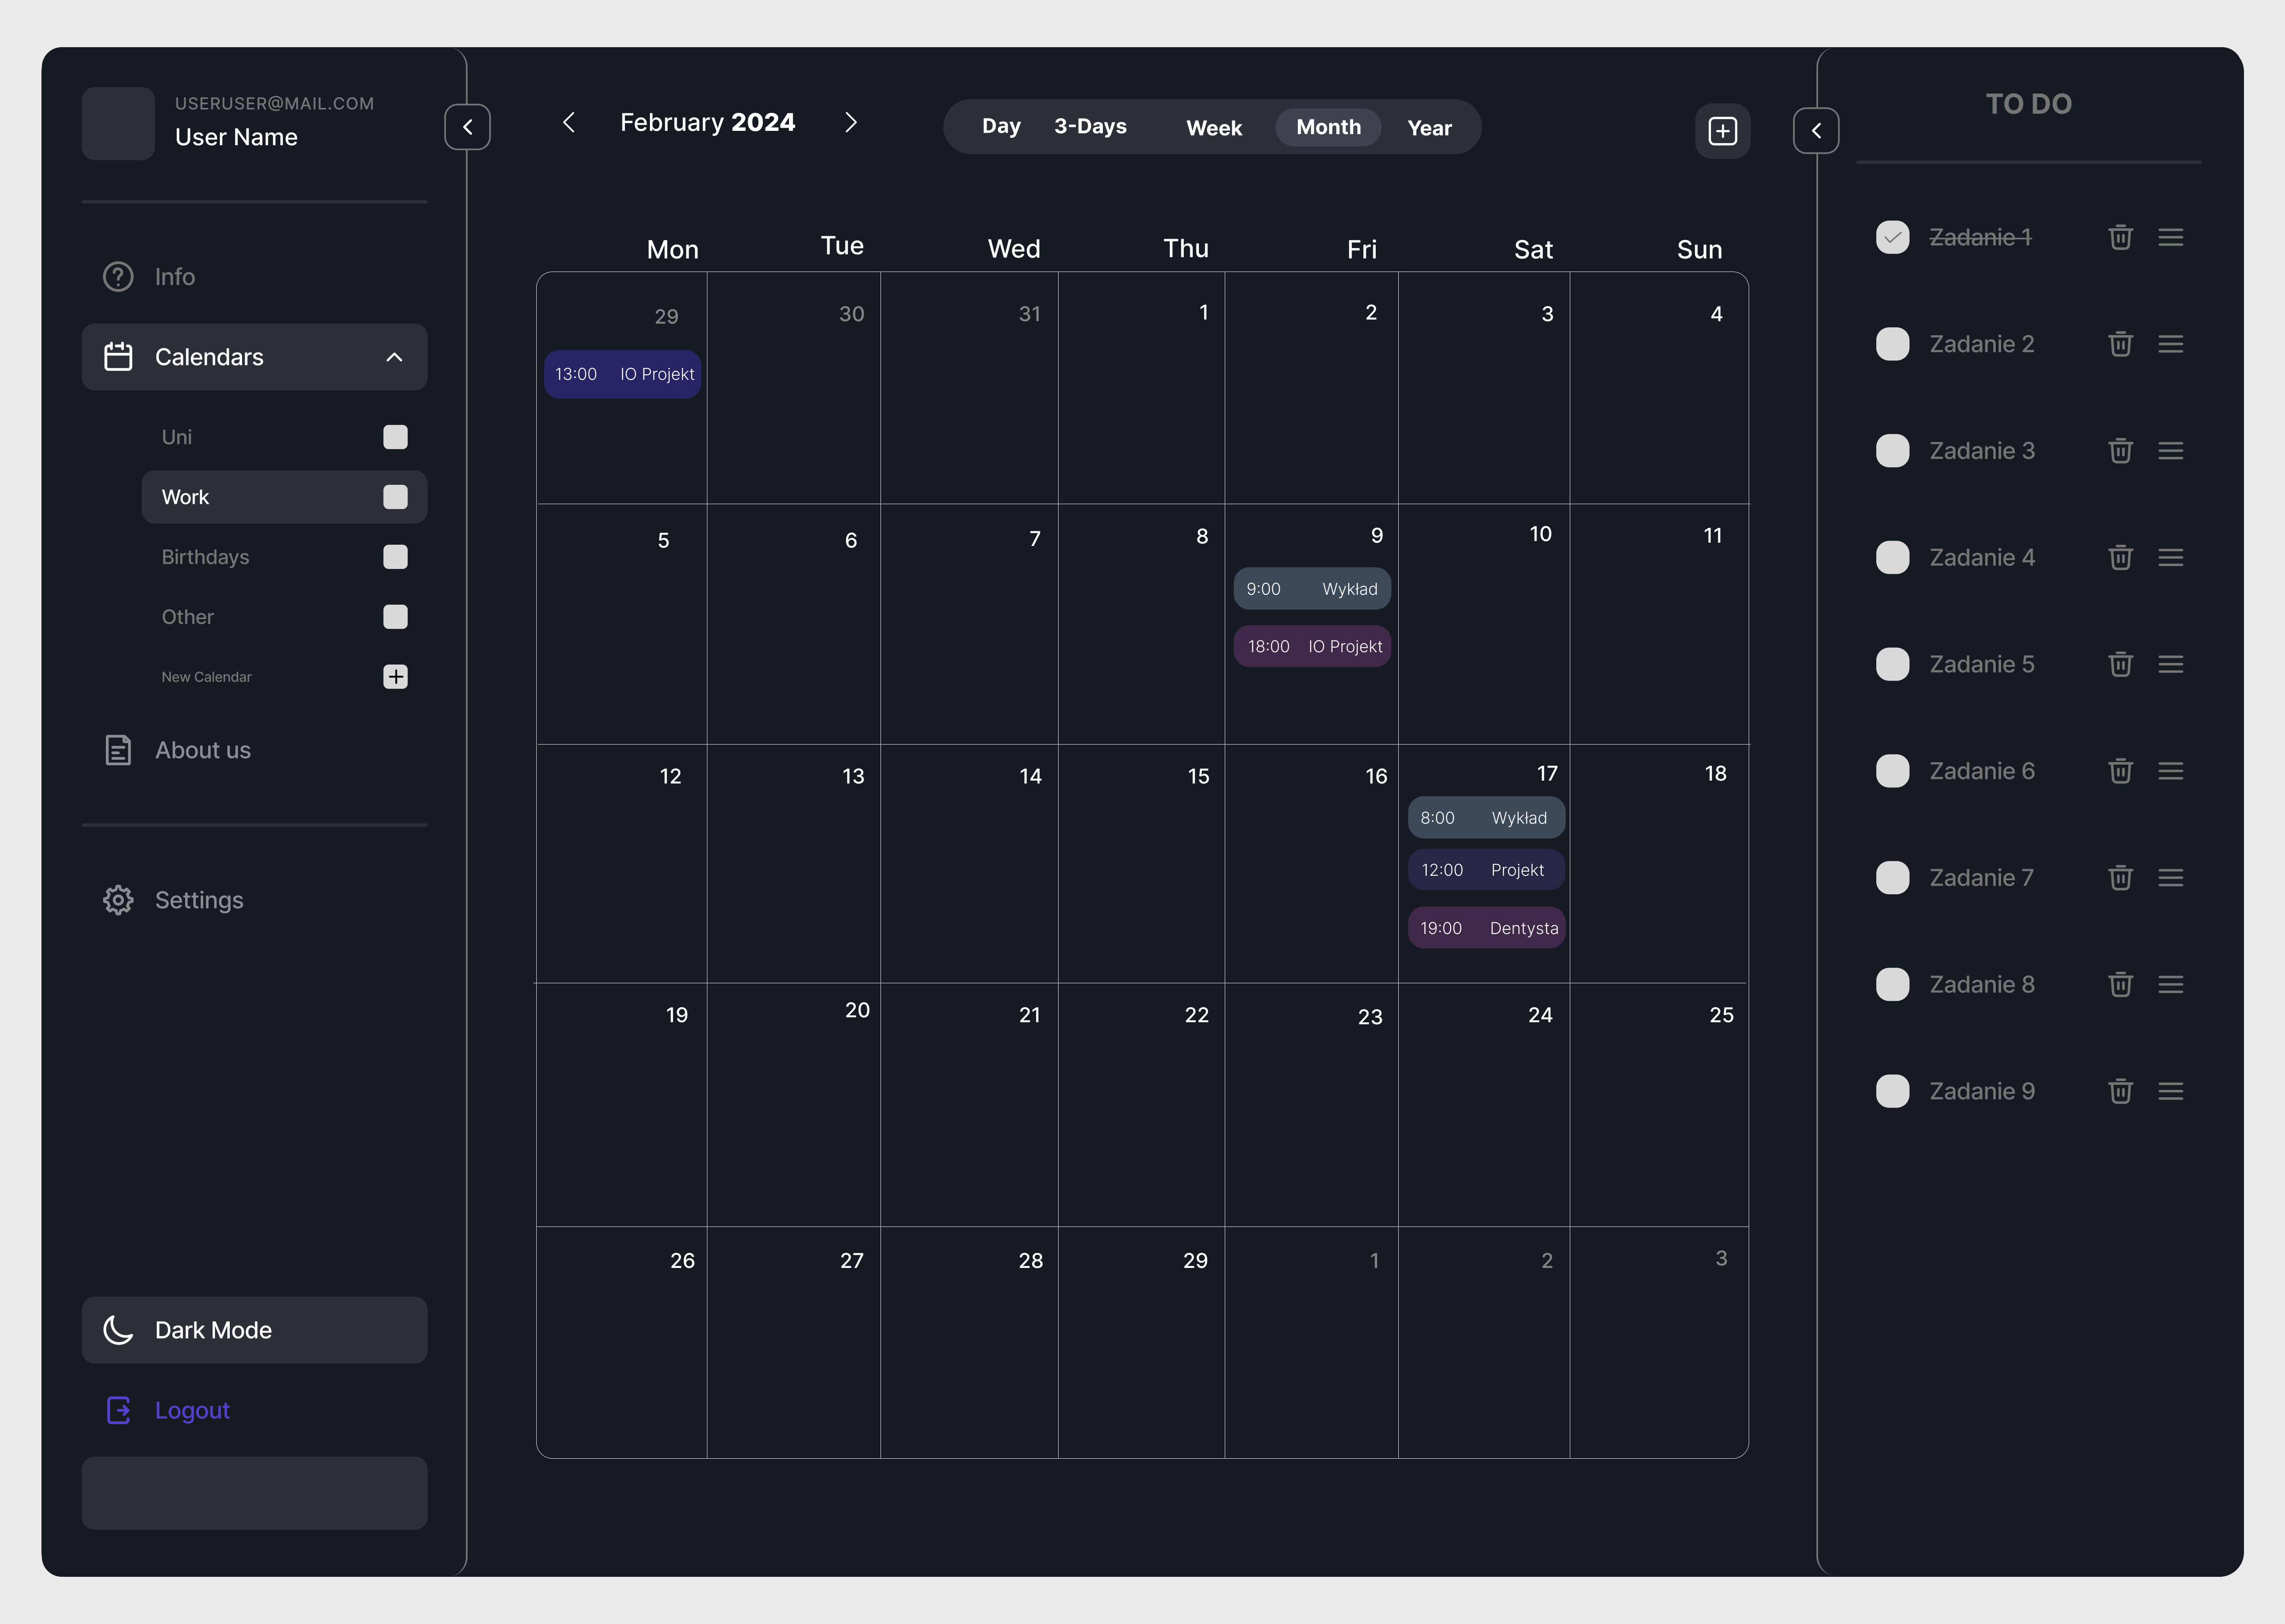 USERUSER@MAIL.COM
User Name
Info
Calendars
Uni
Work
Birthdays
Other
New Calendar
About us
Settings
Dark Mode
Logout
February 2024
Day 3-Days Week Month Year
Mon Tue Wed Thu Fri Sat Sun
29 30 31 1 2 3 4
13:00 IO Projekt
5 6 7 8 9 10 11
9:00 Wykład
18:00 IO Projekt
12 13 14 15 16 17 18
8:00 Wykład
12:00 Projekt
19:00 Dentysta
19 20 21 22 23 24 25
26 27 28 29 1 2 3
TO DO
Zadanie 1
Zadanie 2
Zadanie 3
Zadanie 4
Zadanie 5
Zadanie 6
Zadanie 7
Zadanie 8
Zadanie 9